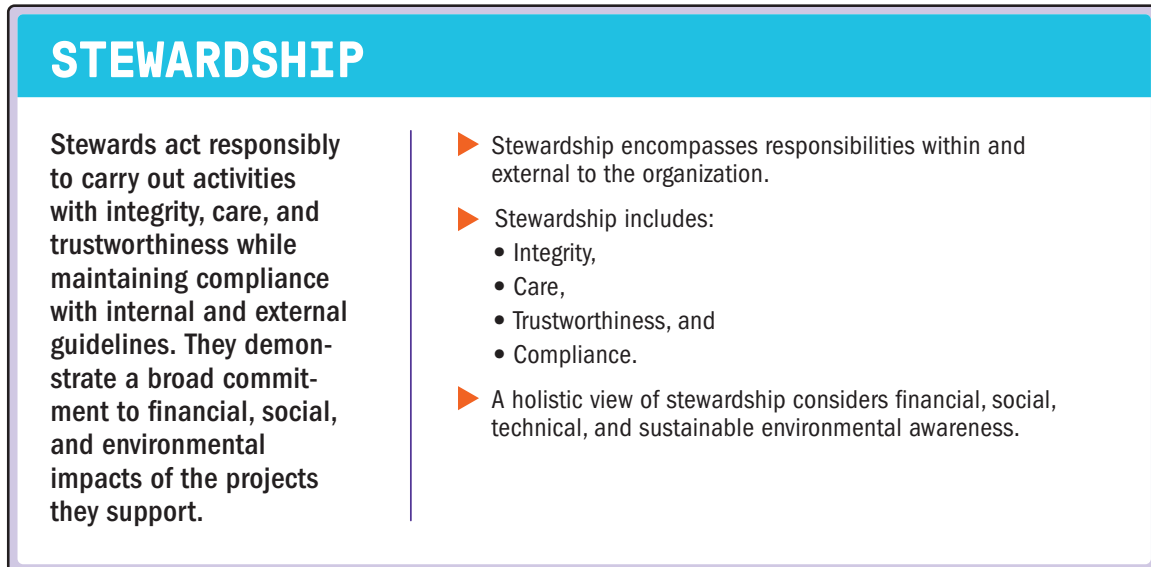 STEWARDSHIP
Stewards act responsibly
to carry out activities
with integrity, care, and
trustworthiness while
maintaining compliance
with internal and external
guidelines. They demon-
strate a broad commit-
ment to financial, social,
and environmental
impacts of the projects
they support.
Stewardship encompasses responsibilities within and
external to the organization.
Stewardship includes:
• Integrity,
• Care,
• Trustworthiness, and
• Compliance.
A holistic view of stewardship considers financial, social,
technical, and sustainable environmental awareness.